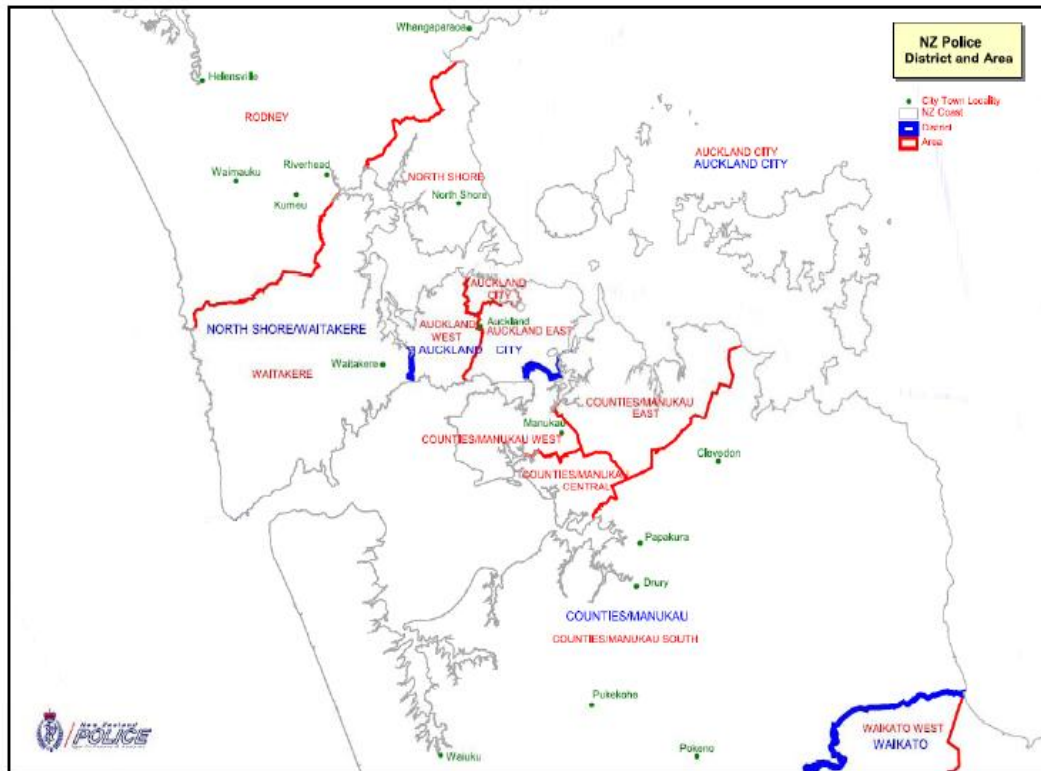 Whangaparaoa
NZ Police
District and Area
Helensville
City Town Locality
NZ Coast
District
Area
RODNEY
AUCKLAND CITY
AUCKLAND CITY
Riverhead
Waimauku
NORTH SHORE
Kumeu
North Shore
AUCKLAND
CITY
NORTH SHORE/WAITAKERE
AUCKLAND
WEST
Auckland
AUCKLAND EAST
AUCKLAND CITY
Waitakere
WAITAKERE
COUNTIES/MANUKAU
EAST
Manukau
COUNTIES/MANUKAU WEST
Clevedon
COUNTIES/MANUKAU
CENTRAL
Papakura
Drury
COUNTIES/MANUKAU
COUNTIES/MANUKAU SOUTH
Pukekohe
New Zealand
POLICE
WAIKATO WEST
WAIKATO
Waiuku
Pokeno